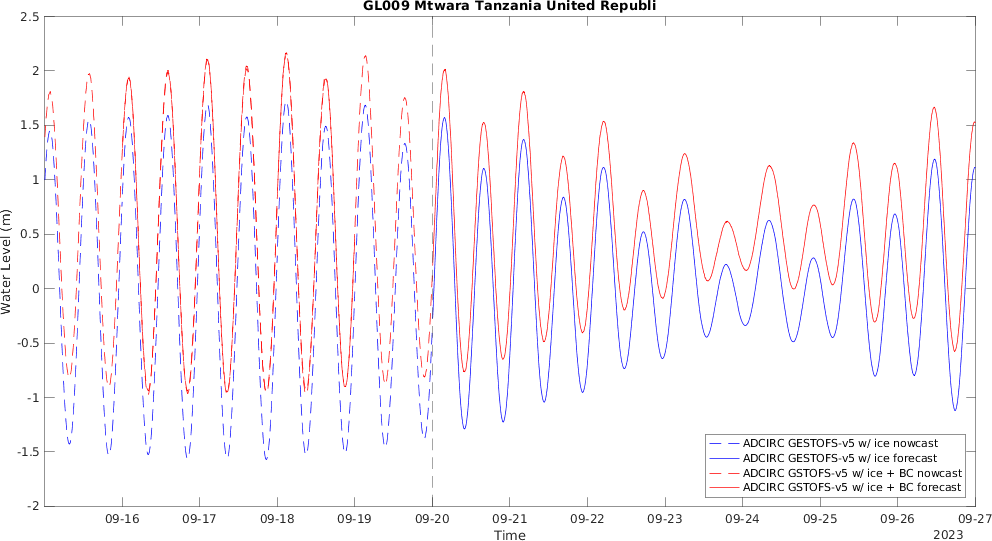 GL009 Mtwara Tanzania United Republi
2.5
2
1.5
1
0.5
0
-0.5
-1
-1.5
-2
Water Level (m)
ADCIRC GESTOFS-v5 w/ ice nowcast
ADCIRC GESTOFS-v5 w/ ice forecast
ADCIRC GSTOFS-v5 w/ ice + BC nowcast
ADCIRC GSTOFS-v5 w/ ice + BC forecast
09-16 09-17 09-18 09-19 09-20 09-21 09-22 09-23 09-24 09-25 09-26 09-27
Time
2023